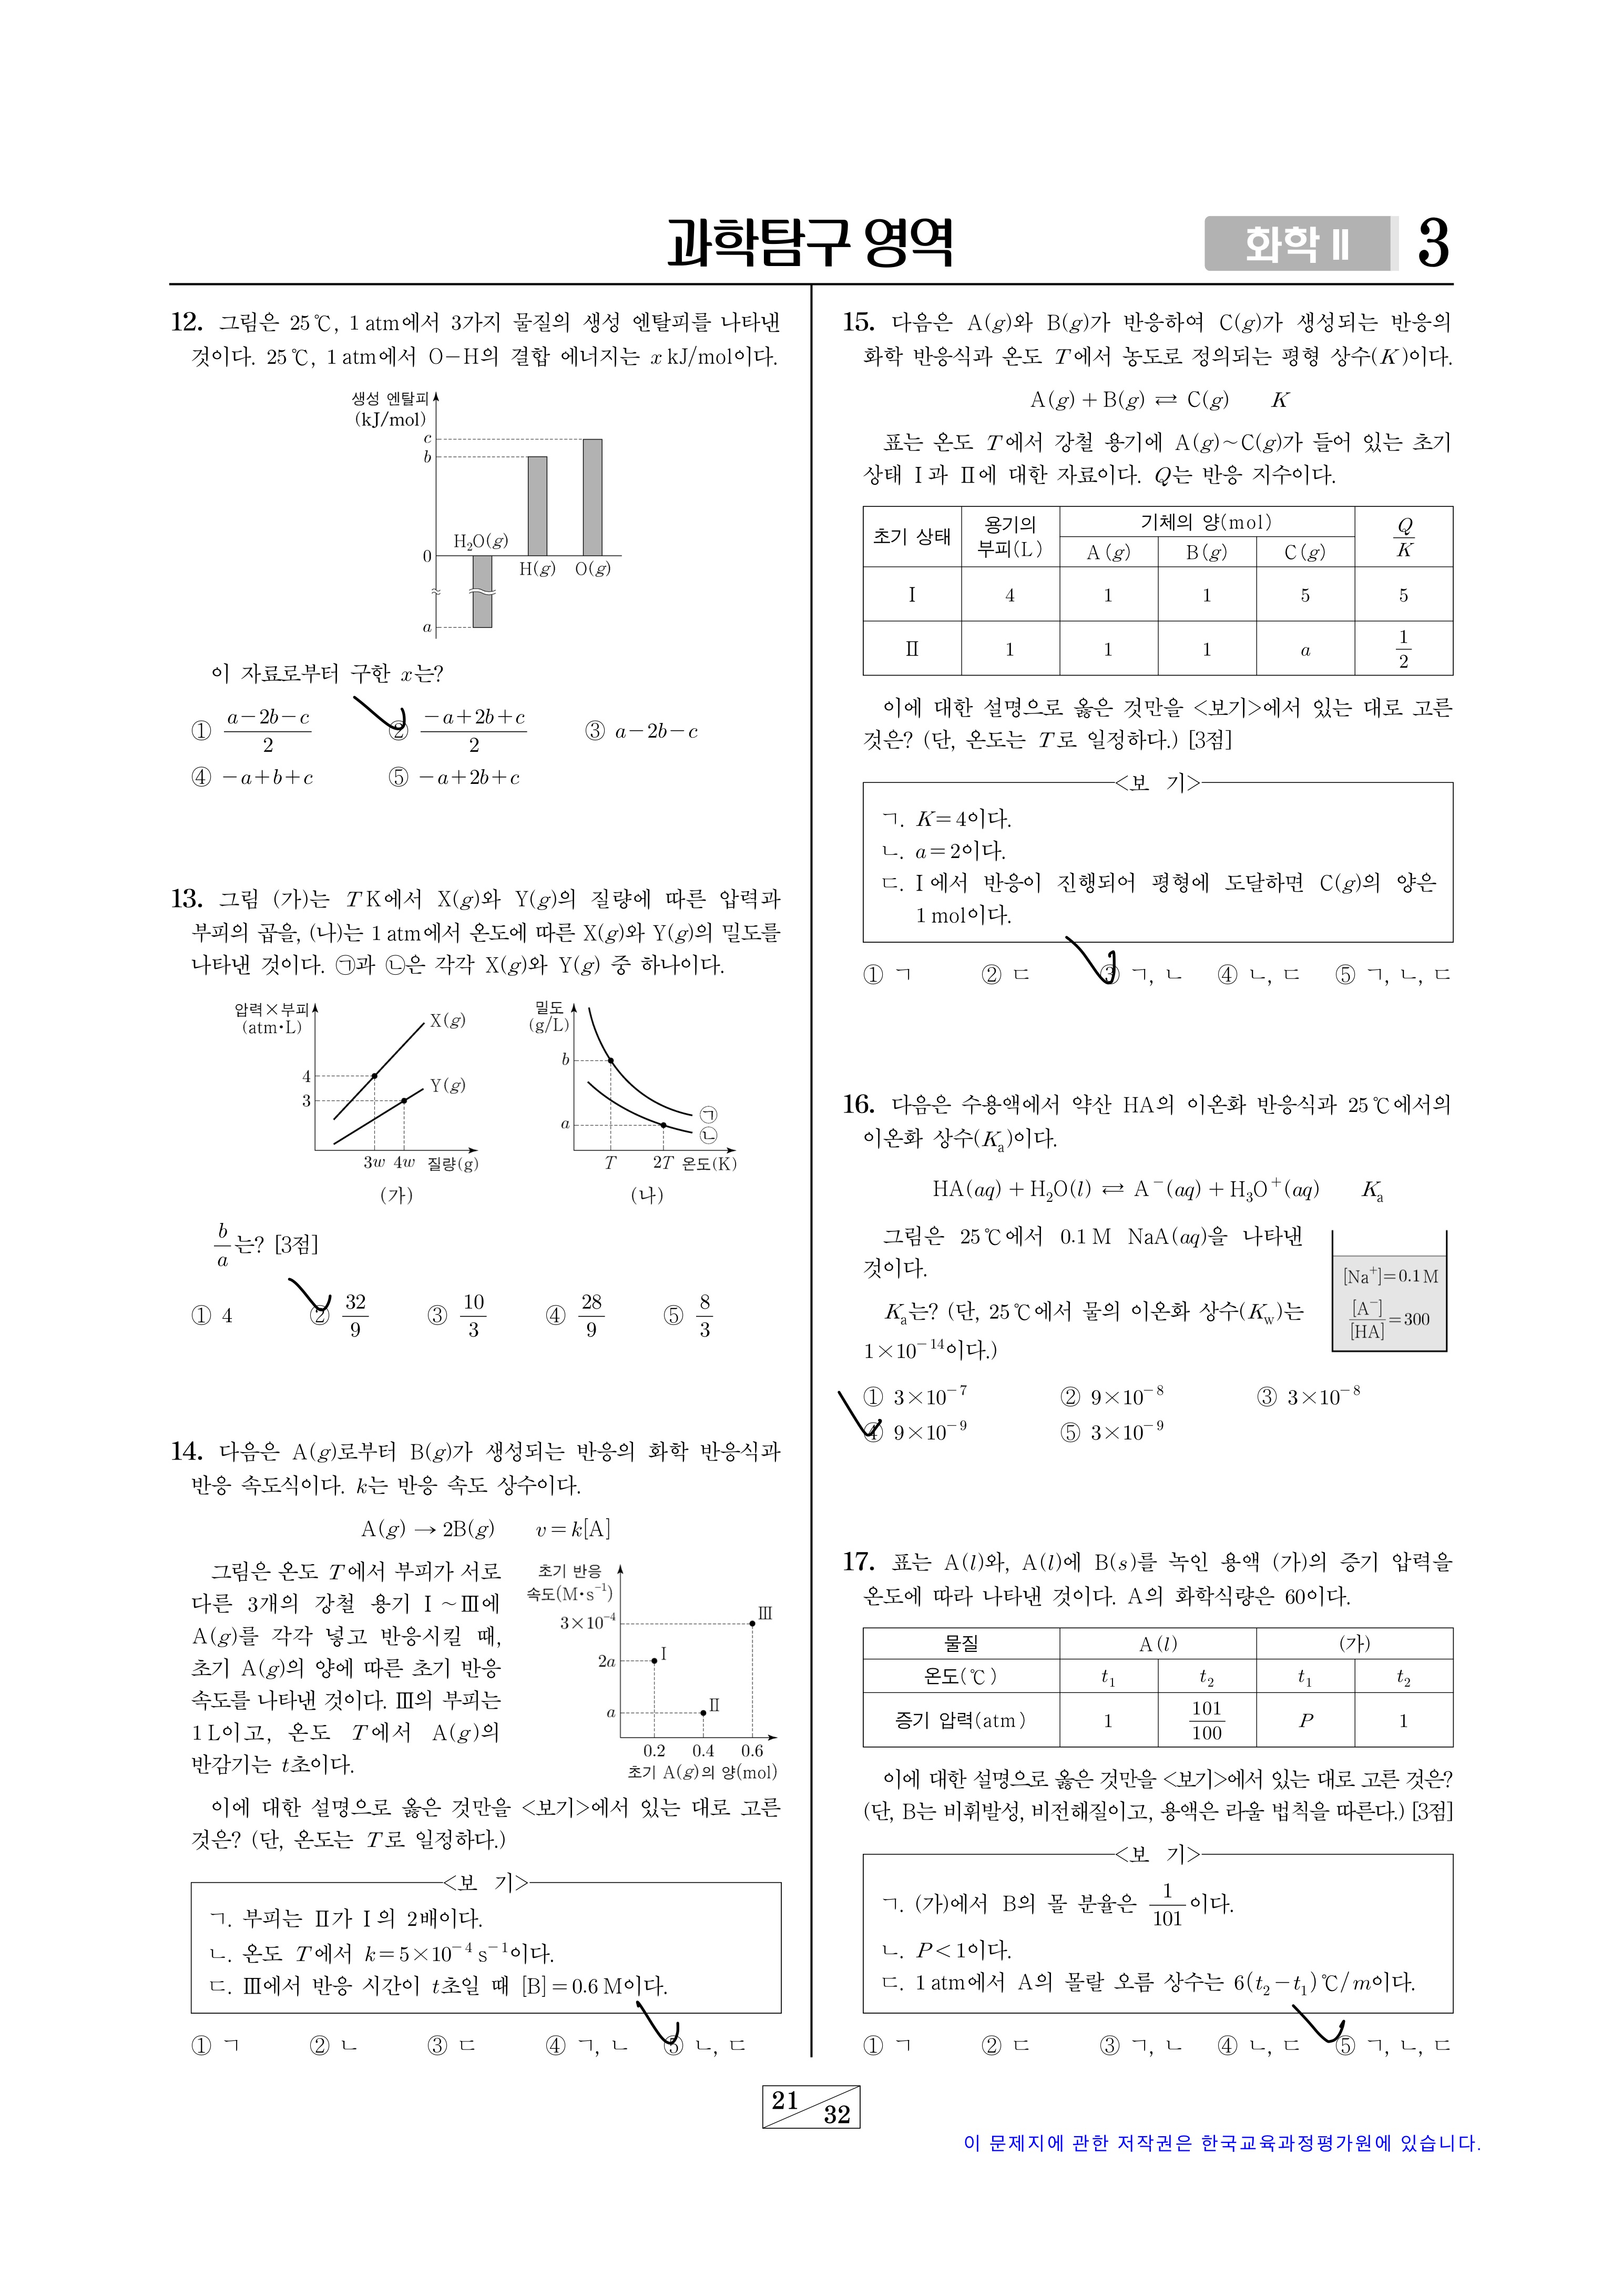 과학탐구 영역
화학 Ⅱ
3
12. 그림은 25℃, 1 atm에서 3가지 물질의 생성 엔탈피를 나타낸
것이다. 25℃, 1 atm에서 O-H의 결합 에너지는 x kJ/mol이다.
생성 엔탈피
(kJ/mol)
c
b
0
a
H₂O(g)
H(g) O(g)
이 자료로부터 구한 x는?
① (a-2b-c)/2 ② (-a+2b+c)/2 ③ a-2b-c
④ -a+b+c ⑤ -a+2b+c
13. 그림 (가)는 T K에서 X(g)와 Y(g)의 질량에 따른 압력과
부피의 곱을, (나)는 1 atm에서 온도에 따른 X(g)와 Y(g)의 밀도를
나타낸 것이다. ㉠과 ㉡은 각각 X(g)와 Y(g) 중 하나이다.
압력×부피
(atm·L)
X(g)
Y(g)
4
3
3w 4w 질량(g)
(가)
밀도
(g/L)
b
a
㉠
㉡
T 2T 온도(K)
(나)
b/a는? [3점]
① 4 ② 32/9 ③ 10/3 ④ 28/9 ⑤ 8/3
14. 다음은 A(g)로부터 B(g)가 생성되는 반응의 화학 반응식과
반응 속도식이다. k는 반응 속도 상수이다.
A(g) → 2B(g) v=k[A]
그림은 온도 T에서 부피가 서로
다른 3개의 강철 용기 Ⅰ~Ⅲ에
A(g)를 각각 넣고 반응시킬 때,
초기 A(g)의 양에 따른 초기 반응
속도를 나타낸 것이다. Ⅲ의 부피는
1 L이고, 온도 T에서 A(g)의
반감기는 t초이다.
초기 반응
속도(M·s⁻¹)
3×10⁻⁴
2a
a
Ⅲ
Ⅰ
Ⅱ
0.2 0.4 0.6
초기 A(g)의 양(mol)
이에 대한 설명으로 옳은 것만을 <보기>에서 있는 대로 고른
것은? (단, 온도는 T로 일정하다.)
<보 기>
ㄱ. 부피는 Ⅱ가 Ⅰ의 2배이다.
ㄴ. 온도 T에서 k=5×10⁻⁴ s⁻¹이다.
ㄷ. Ⅲ에서 반응 시간이 t초일 때 [B]=0.6 M이다.
① ㄱ ② ㄴ ③ ㄷ ④ ㄱ, ㄴ ⑤ ㄴ, ㄷ
15. 다음은 A(g)와 B(g)가 반응하여 C(g)가 생성되는 반응의
화학 반응식과 온도 T에서 농도로 정의되는 평형 상수(K)이다.
A(g)+B(g) ⇄ C(g) K
표는 온도 T에서 강철 용기에 A(g)~C(g)가 들어 있는 초기
상태 Ⅰ과 Ⅱ에 대한 자료이다. Q는 반응 지수이다.
초기 상태 용기의 부피(L) 기체의 양(mol) Q/K
A(g) B(g) C(g)
Ⅰ 4 1 1 5 5
Ⅱ 1 1 1 a 1/2
이에 대한 설명으로 옳은 것만을 <보기>에서 있는 대로 고른
것은? (단, 온도는 T로 일정하다.) [3점]
<보 기>
ㄱ. K=4이다.
ㄴ. a=2이다.
ㄷ. Ⅰ에서 반응이 진행되어 평형에 도달하면 C(g)의 양은
1 mol이다.
① ㄱ ② ㄷ ③ ㄱ, ㄴ ④ ㄴ, ㄷ ⑤ ㄱ, ㄴ, ㄷ
16. 다음은 수용액에서 약산 HA의 이온화 반응식과 25℃에서의
이온화 상수(Kₐ)이다.
HA(aq)+H₂O(l) ⇄ A⁻(aq)+H₃O⁺(aq) Kₐ
그림은 25℃에서 0.1 M NaA(aq)을 나타낸
것이다.
Kₐ는? (단, 25℃에서 물의 이온화 상수(K_w)는
1×10⁻¹⁴이다.)
[Na⁺]=0.1 M
[A⁻]/[HA]=300
① 3×10⁻⁷ ② 9×10⁻⁸ ③ 3×10⁻⁸
④ 9×10⁻⁹ ⑤ 3×10⁻⁹
17. 표는 A(l)와, A(l)에 B(s)를 녹인 용액 (가)의 증기 압력을
온도에 따라 나타낸 것이다. A의 화학식량은 60이다.
물질 A(l) (가)
온도(℃) t₁ t₂ t₁ t₂
증기 압력(atm) 1 101/100 P 1
이에 대한 설명으로 옳은 것만을 <보기>에서 있는 대로 고른 것은?
(단, B는 비휘발성, 비전해질이고, 용액은 라울 법칙을 따른다.) [3점]
<보 기>
ㄱ. (가)에서 B의 몰 분율은 1/101이다.
ㄴ. P<1이다.
ㄷ. 1 atm에서 A의 몰랄 오름 상수는 6(t₂-t₁)℃/m이다.
① ㄱ ② ㄷ ③ ㄱ, ㄴ ④ ㄴ, ㄷ ⑤ ㄱ, ㄴ, ㄷ
21
32
이 문제지에 관한 저작권은 한국교육과정평가원에 있습니다.